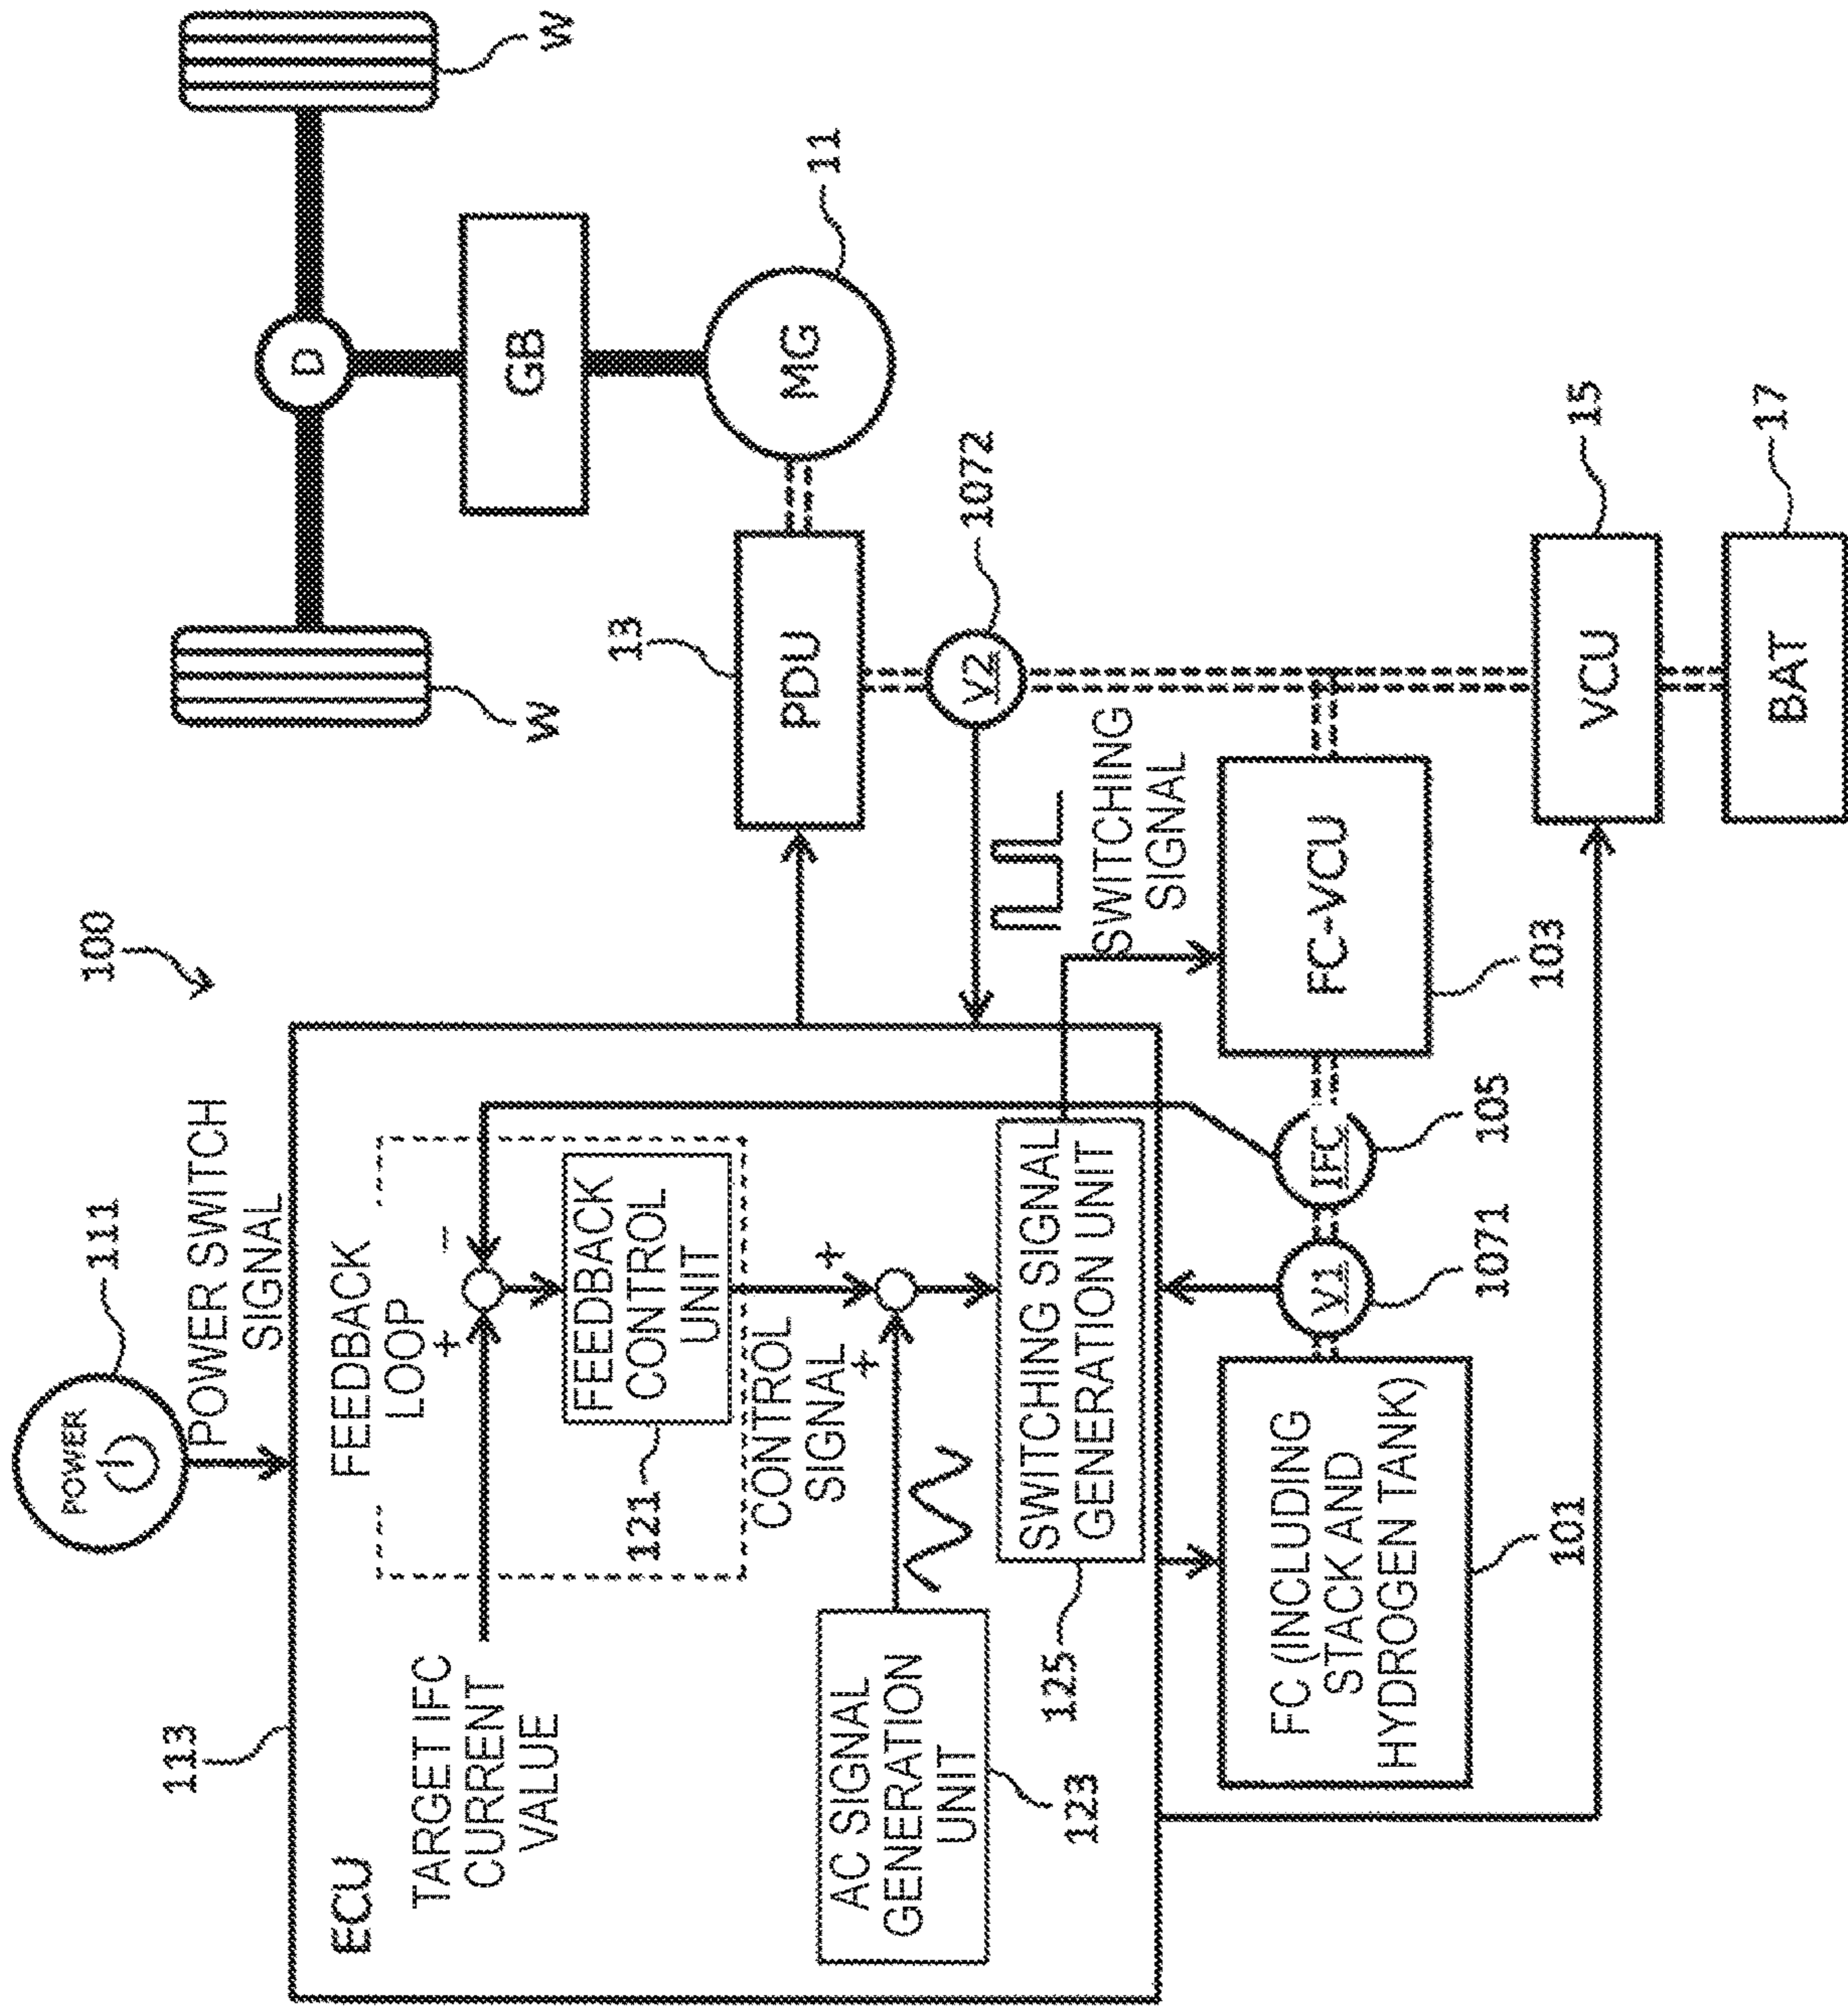 100
111
POWER
POWER SWITCH
SIGNAL
113
ECU
FEEDBACK
LOOP
TARGET IFC
CURRENT
VALUE
+
−
FEEDBACK
CONTROL
UNIT
121
CONTROL
SIGNAL
+
+
AC SIGNAL
GENERATION
UNIT
123
SWITCHING SIGNAL
GENERATION UNIT
125
SWITCHING
SIGNAL
FC (INCLUDING
STACK AND
HYDROGEN TANK)
101
V1
1071
IFC
105
FC-VCU
103
VCU
15
BAT
17
V2
1072
PDU
13
MG
11
GB
D
W
W